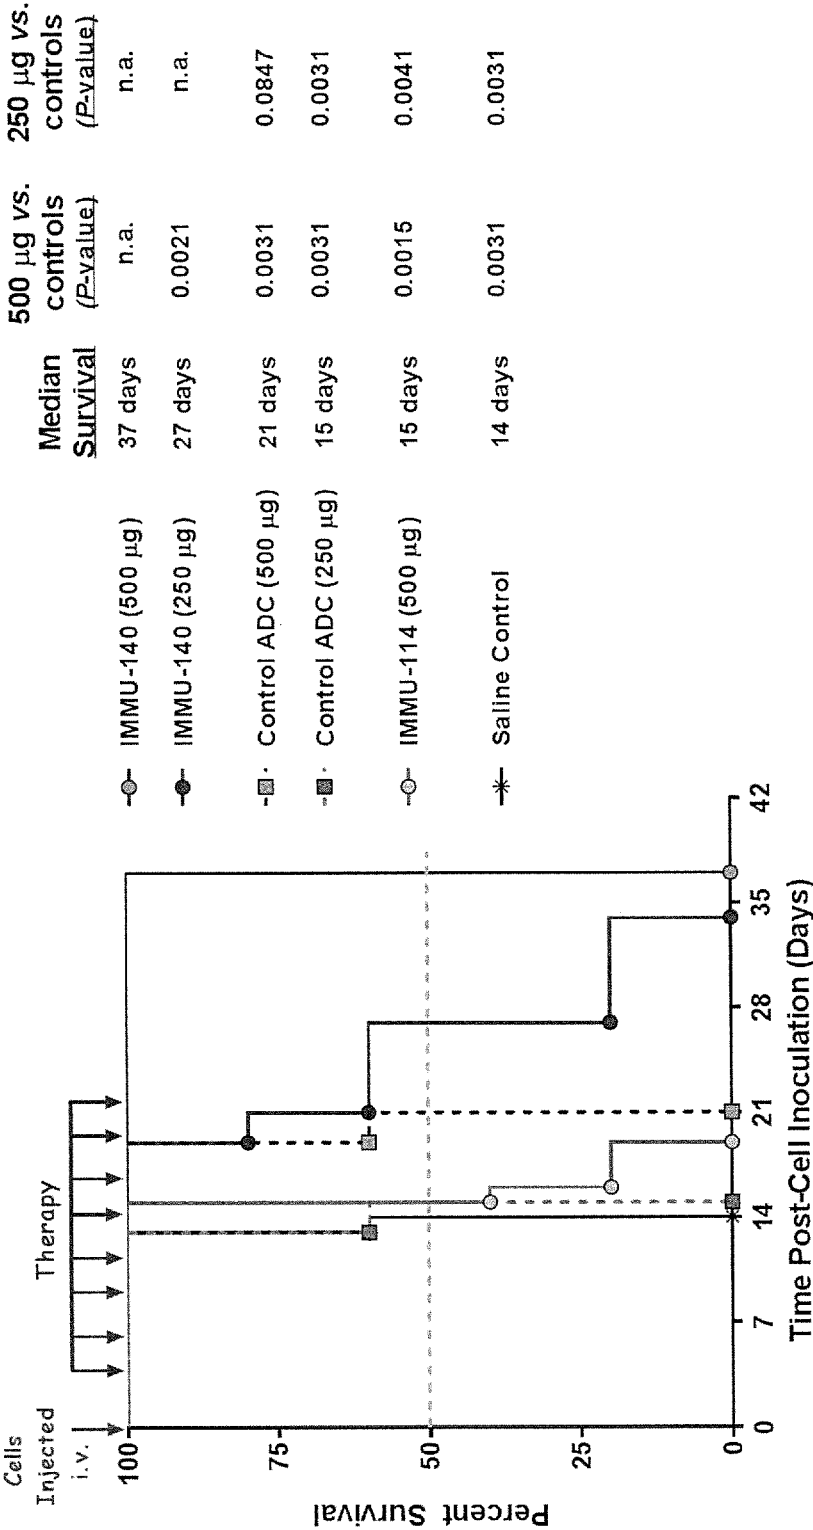 Cells
Injected
i.v.
Therapy
100
75
50
25
0
Percent Survival
0
7
14
21
28
35
42
Time Post-Cell Inoculation (Days)
Median
Survival
500 µg vs.
controls
(P-value)
250 µg vs.
controls
(P-value)
IMMU-140 (500 µg) 37 days n.a. n.a.
IMMU-140 (250 µg) 27 days 0.0021 n.a.
Control ADC (500 µg) 21 days 0.0031 0.0847
Control ADC (250 µg) 15 days 0.0031 0.0031
IMMU-114 (500 µg) 15 days 0.0015 0.0041
Saline Control 14 days 0.0031 0.0031